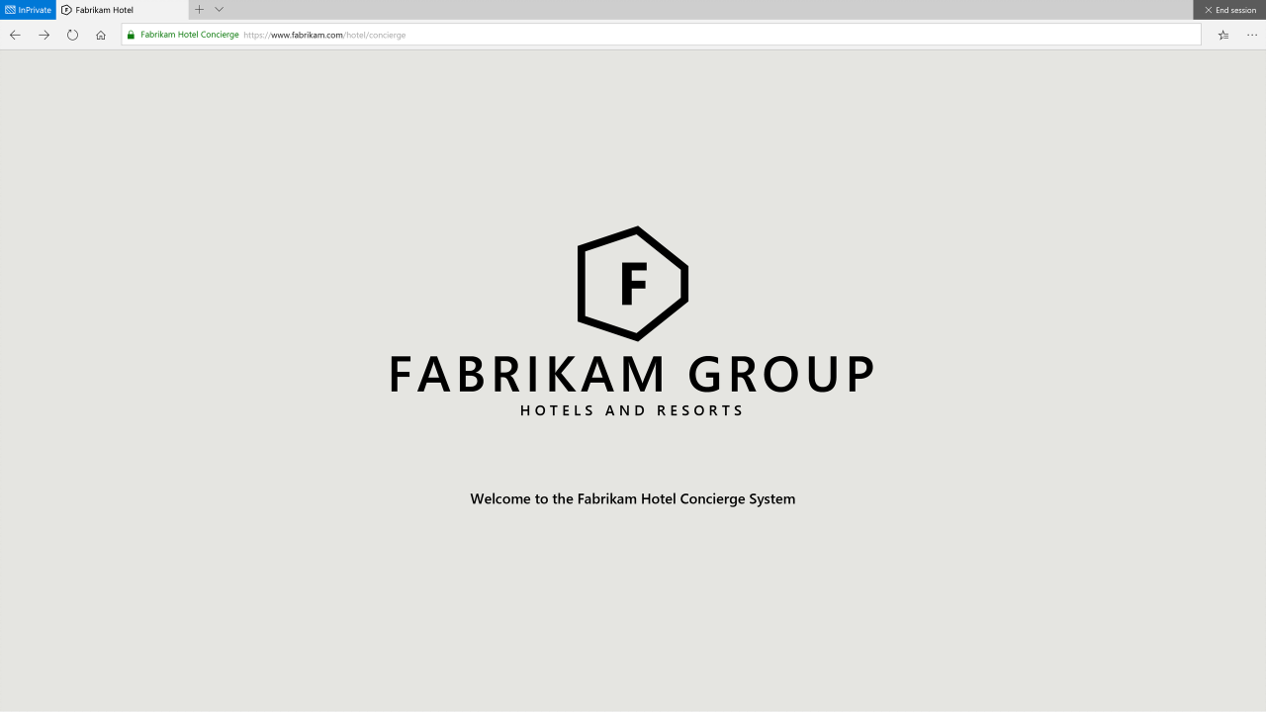 InPrivate
Fabrikam Hotel
End session
Fabrikam Hotel Concierge https://www.fabrikam.com/hotel/concierge
F
FABRIKAM GROUP
HOTELS AND RESORTS
Welcome to the Fabrikam Hotel Concierge System